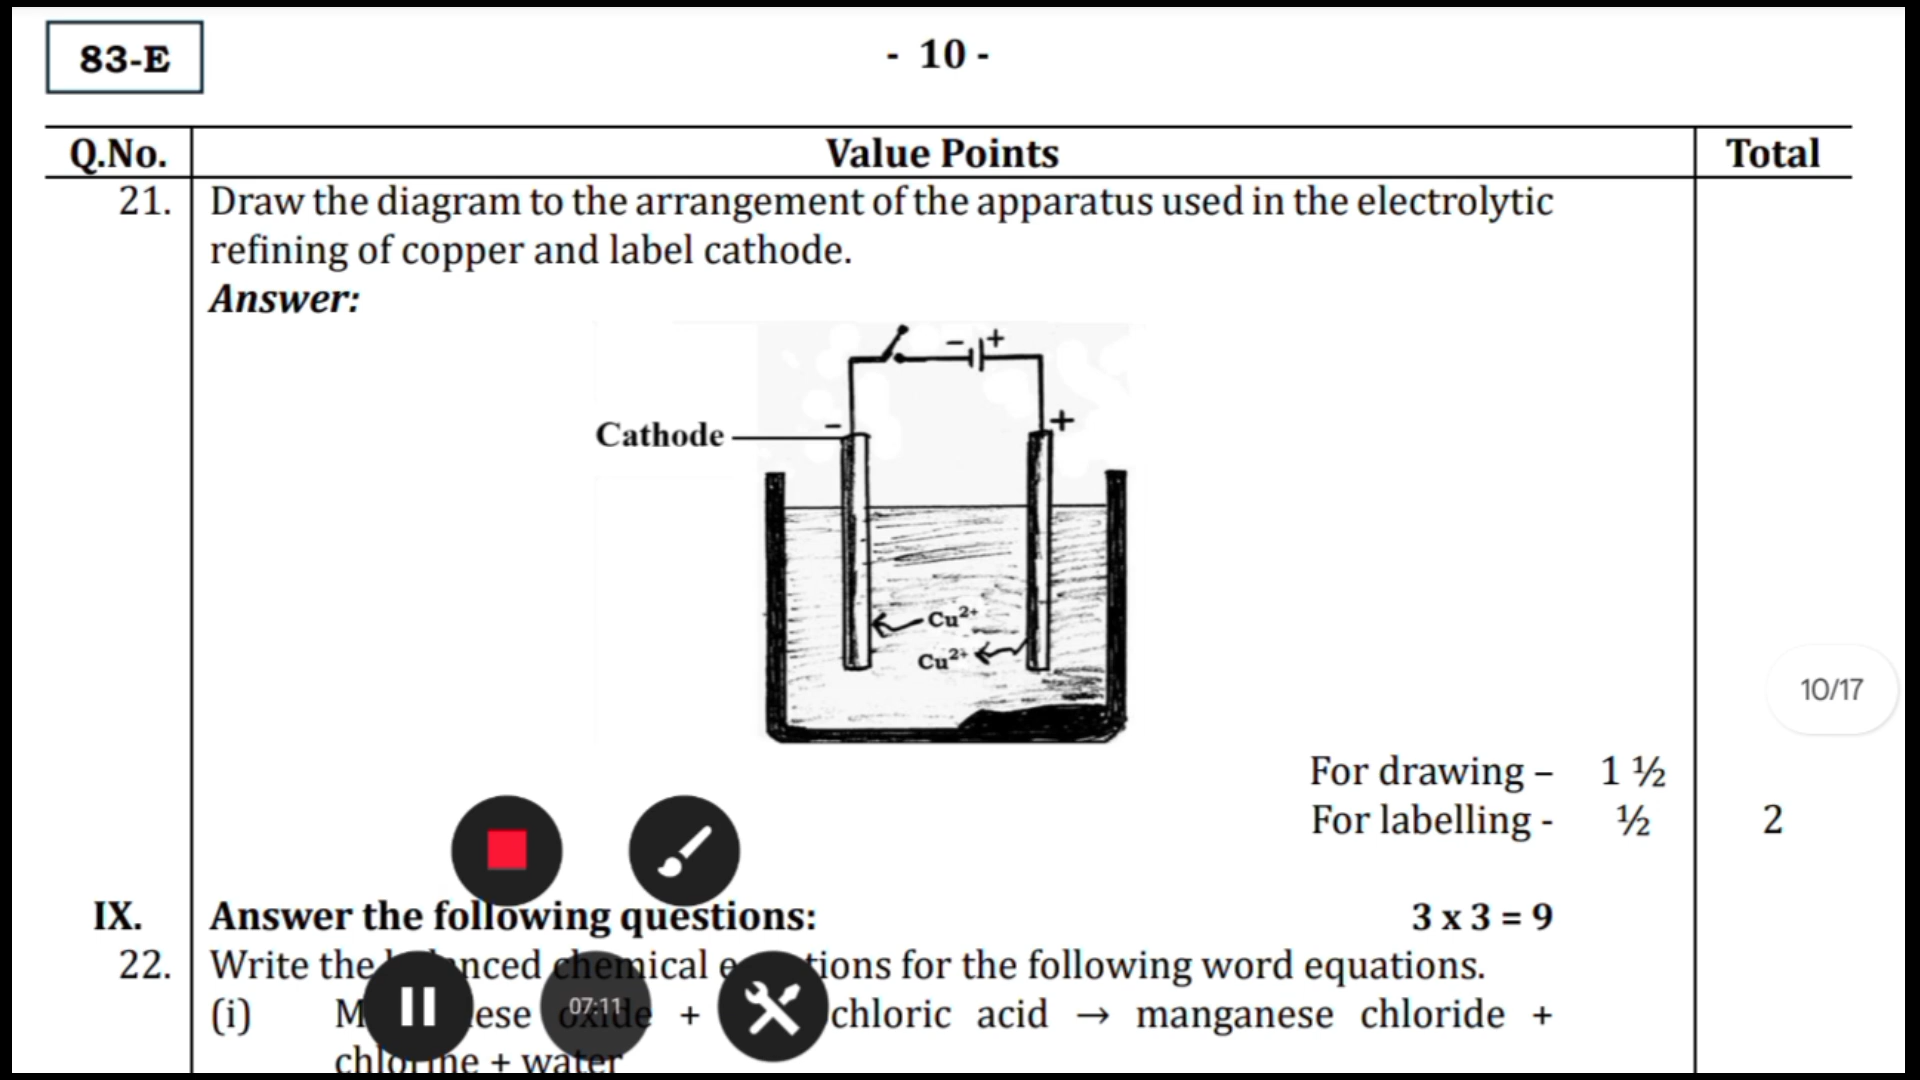 83-E
- 10 -
Q.No. Value Points Total
21. Draw the diagram to the arrangement of the apparatus used in the electrolytic
refining of copper and label cathode.
Answer:
- +
Cathode - +
Cu²⁺
Cu²⁺
10/17
For drawing – 1 ½
For labelling - ½ 2
IX. Answer the following questions: 3 x 3 = 9
22. Write the chemical for the following word equations.
(i) oxide + acid → manganese chloride +
+ water
07:11